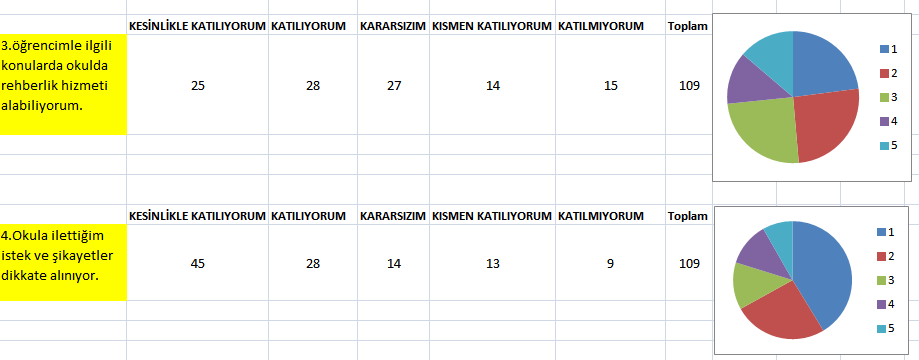 KESİNLİKLE KATILIYORUM KATILIYORUM KARARSIZIM KISMEN KATILIYORUM KATILMIYORUM Toplam
3.öğrencimle ilgili
konularda okulda
rehberlik hizmeti
alabiliyorum.
25 28 27 14 15 109
1
2
3
4
5
KESİNLİKLE KATILIYORUM KATILIYORUM KARARSIZIM KISMEN KATILIYORUM KATILMIYORUM Toplam
4.Okula ilettiğim
istek ve şikayetler
dikkate alınıyor.
45 28 14 13 9 109
1
2
3
4
5